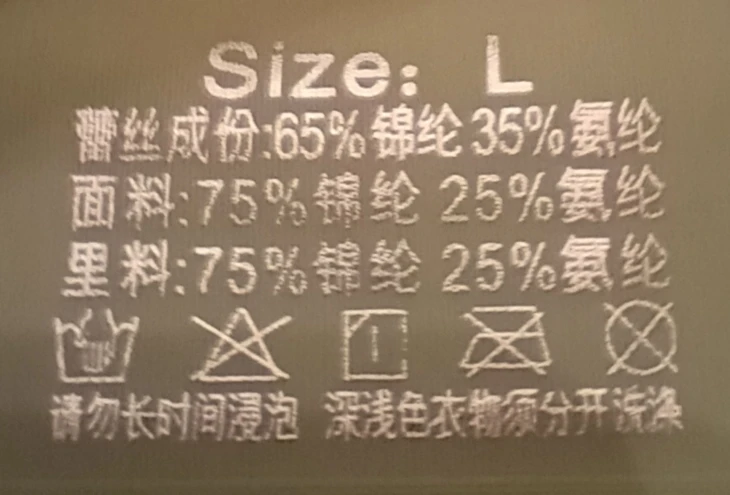 Size: L
蕾丝成份:65%锦纶35%氨纶
面料:75%锦纶 25%氨纶
里料:75%锦纶 25%氨纶
请勿长时间浸泡 深浅色衣物须分开洗涤